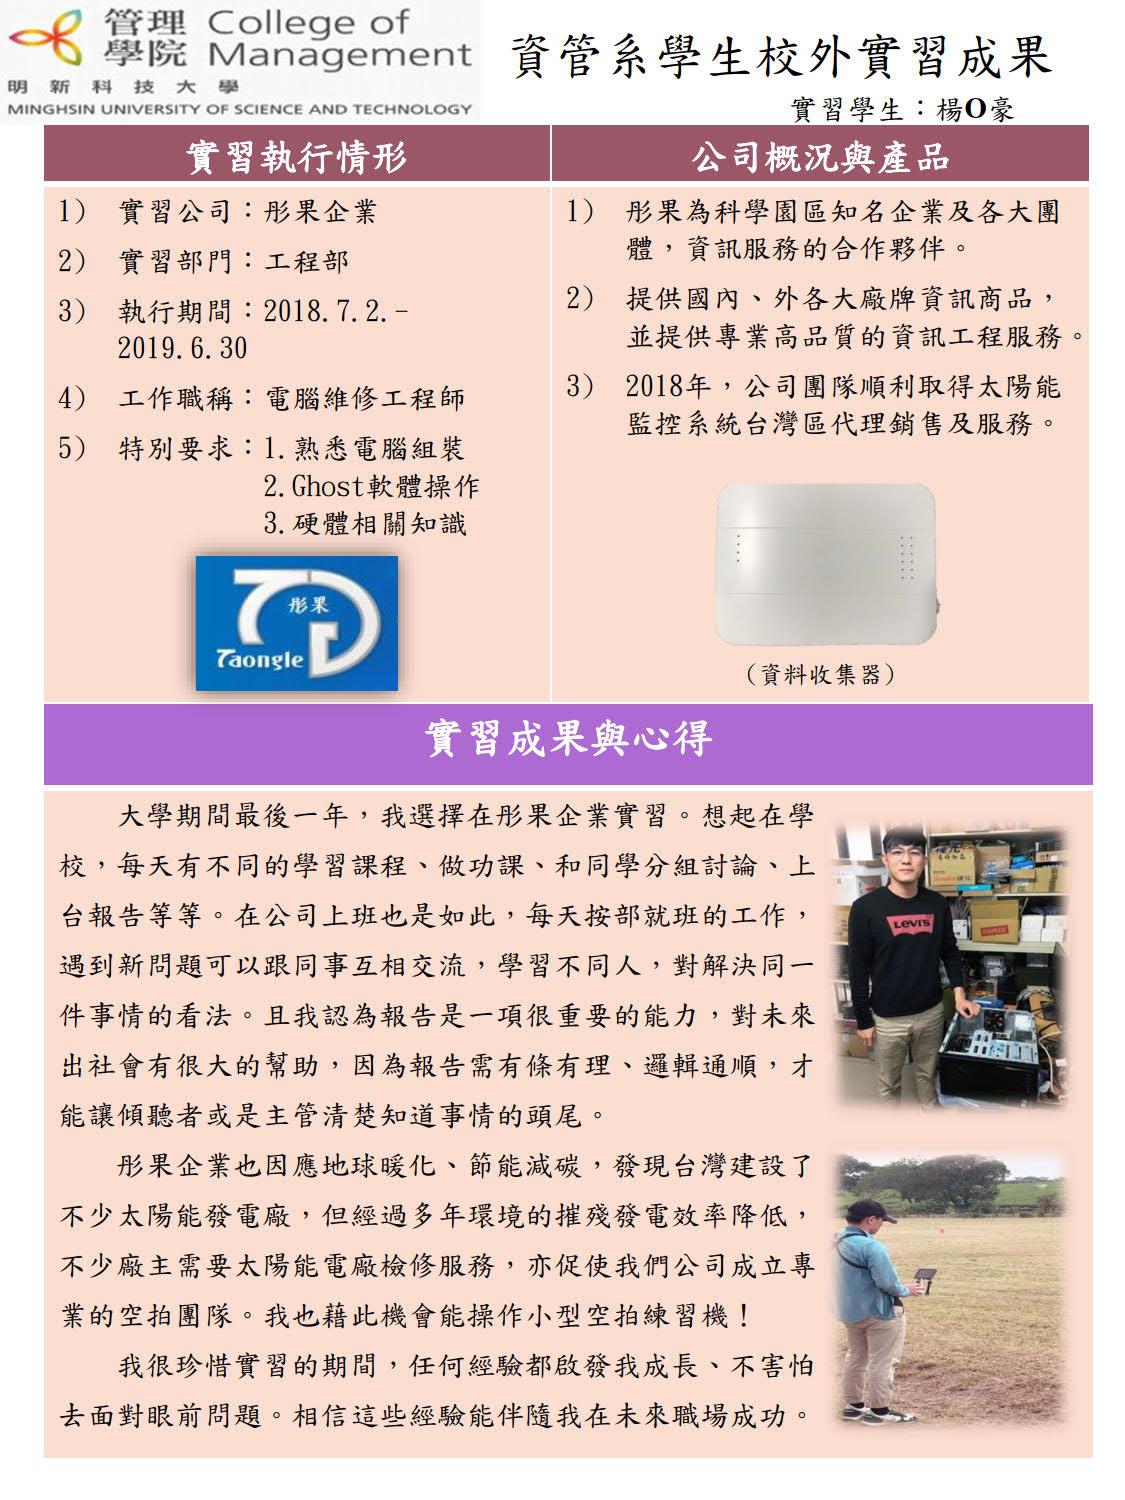 管理 College of
學院 Management
明新科技大學
MINGHSIN UNIVERSITY OF SCIENCE AND TECHNOLOGY
資管系學生校外實習成果
實習學生：楊O豪
實習執行情形
1) 實習公司：彤果企業
2) 實習部門：工程部
3) 執行期間：2018.7.2.-
2019.6.30
4) 工作職稱：電腦維修工程師
5) 特別要求：1.熟悉電腦組裝
2.Ghost軟體操作
3.硬體相關知識
彤果
Taongle
公司概況與產品
1) 彤果為科學園區知名企業及各大團
體，資訊服務的合作夥伴。
2) 提供國內、外各大廠牌資訊商品，
並提供專業高品質的資訊工程服務。
3) 2018年，公司團隊順利取得太陽能
監控系統台灣區代理銷售及服務。
（資料收集器）
實習成果與心得
大學期間最後一年，我選擇在彤果企業實習。想起在學
校，每天有不同的學習課程、做功課、和同學分組討論、上
台報告等等。在公司上班也是如此，每天按部就班的工作，
遇到新問題可以跟同事互相交流，學習不同人，對解決同一
件事情的看法。且我認為報告是一項很重要的能力，對未來
出社會有很大的幫助，因為報告需有條有理、邏輯通順，才
能讓傾聽者或是主管清楚知道事情的頭尾。
彤果企業也因應地球暖化、節能減碳，發現台灣建設了
不少太陽能發電廠，但經過多年環境的摧殘發電效率降低，
不少廠主需要太陽能電廠檢修服務，亦促使我們公司成立專
業的空拍團隊。我也藉此機會能操作小型空拍練習機！
我很珍惜實習的期間，任何經驗都啟發我成長、不害怕
去面對眼前問題。相信這些經驗能伴隨我在未來職場成功。
Levi's